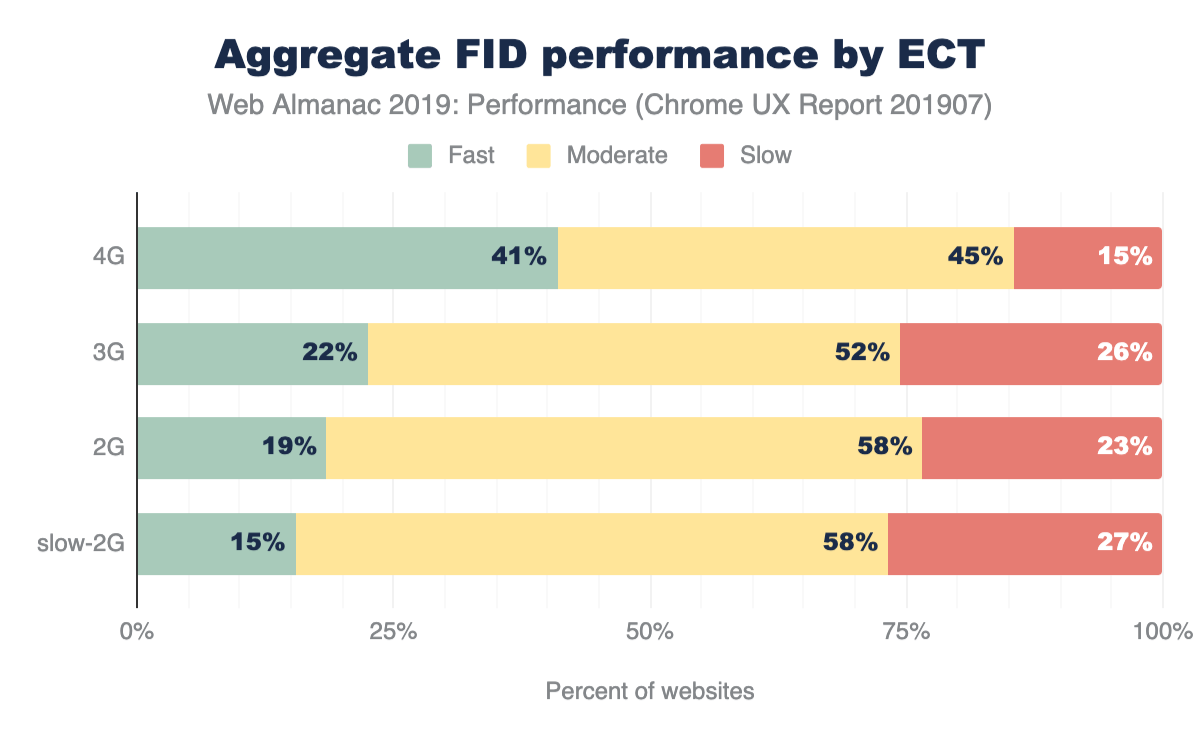 Aggregate FID performance by ECT
Web Almanac 2019: Performance (Chrome UX Report 201907)
Fast Moderate Slow
4G 41% 45% 15%
3G 22% 52% 26%
2G 19% 58% 23%
slow-2G 15% 58% 27%
0% 25% 50% 75% 100%
Percent of websites